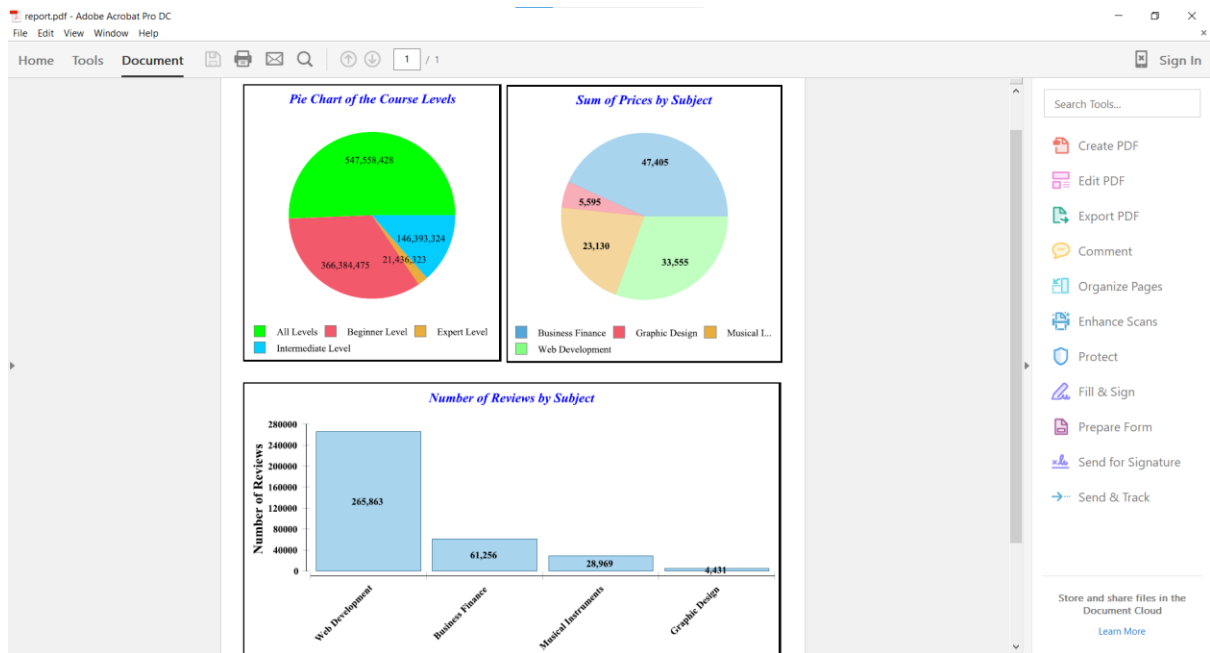 report.pdf - Adobe Acrobat Pro DC
File Edit View Window Help
Home Tools Document 1 / 1 Sign In
Pie Chart of the Course Levels
547,558,428
146,393,324
21,436,323
366,384,475
All Levels Beginner Level Expert Level
Intermediate Level
Sum of Prices by Subject
47,405
5,595
23,130
33,555
Business Finance Graphic Design Musical I...
Web Development
Number of Reviews by Subject
Number of Reviews
280000
240000
200000
160000
120000
80000
40000
0
265,863
61,256
28,969
4,431
Web Development
Business Finance
Musical Instruments
Graphic Design
Search Tools...
Create PDF
Edit PDF
Export PDF
Comment
Organize Pages
Enhance Scans
Protect
Fill & Sign
Prepare Form
Send for Signature
Send & Track
Store and share files in the
Document Cloud
Learn More